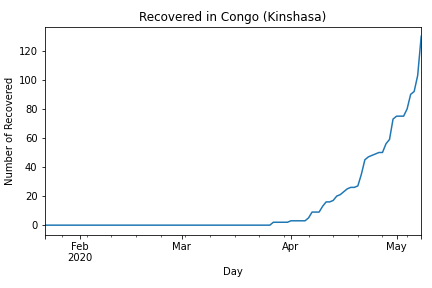 Recovered in Congo (Kinshasa)
Number of Recovered
120
100
80
60
40
20
0
Feb
2020
Mar
Apr
May
Day